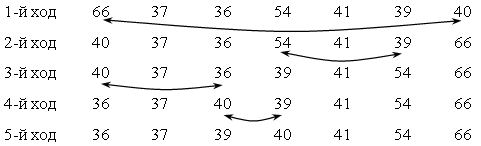 1-й ход 66 37 36 54 41 39 40
2-й ход 40 37 36 54 41 39 66
3-й ход 40 37 36 39 41 54 66
4-й ход 36 37 40 39 41 54 66
5-й ход 36 37 39 40 41 54 66